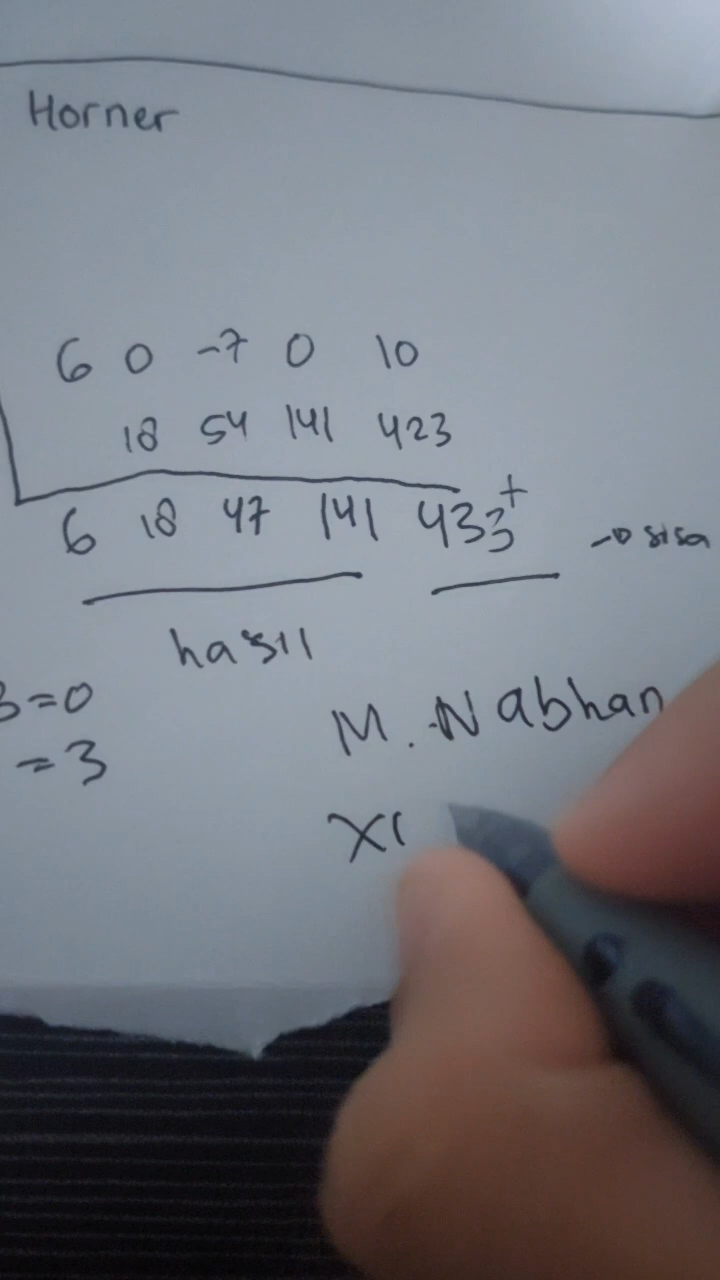 Horner
6 0 -7 0 10
18 54 141 423
6 18 47 141 433 + → sisa
hasil
3=0
=3
M. Nabhan
XI